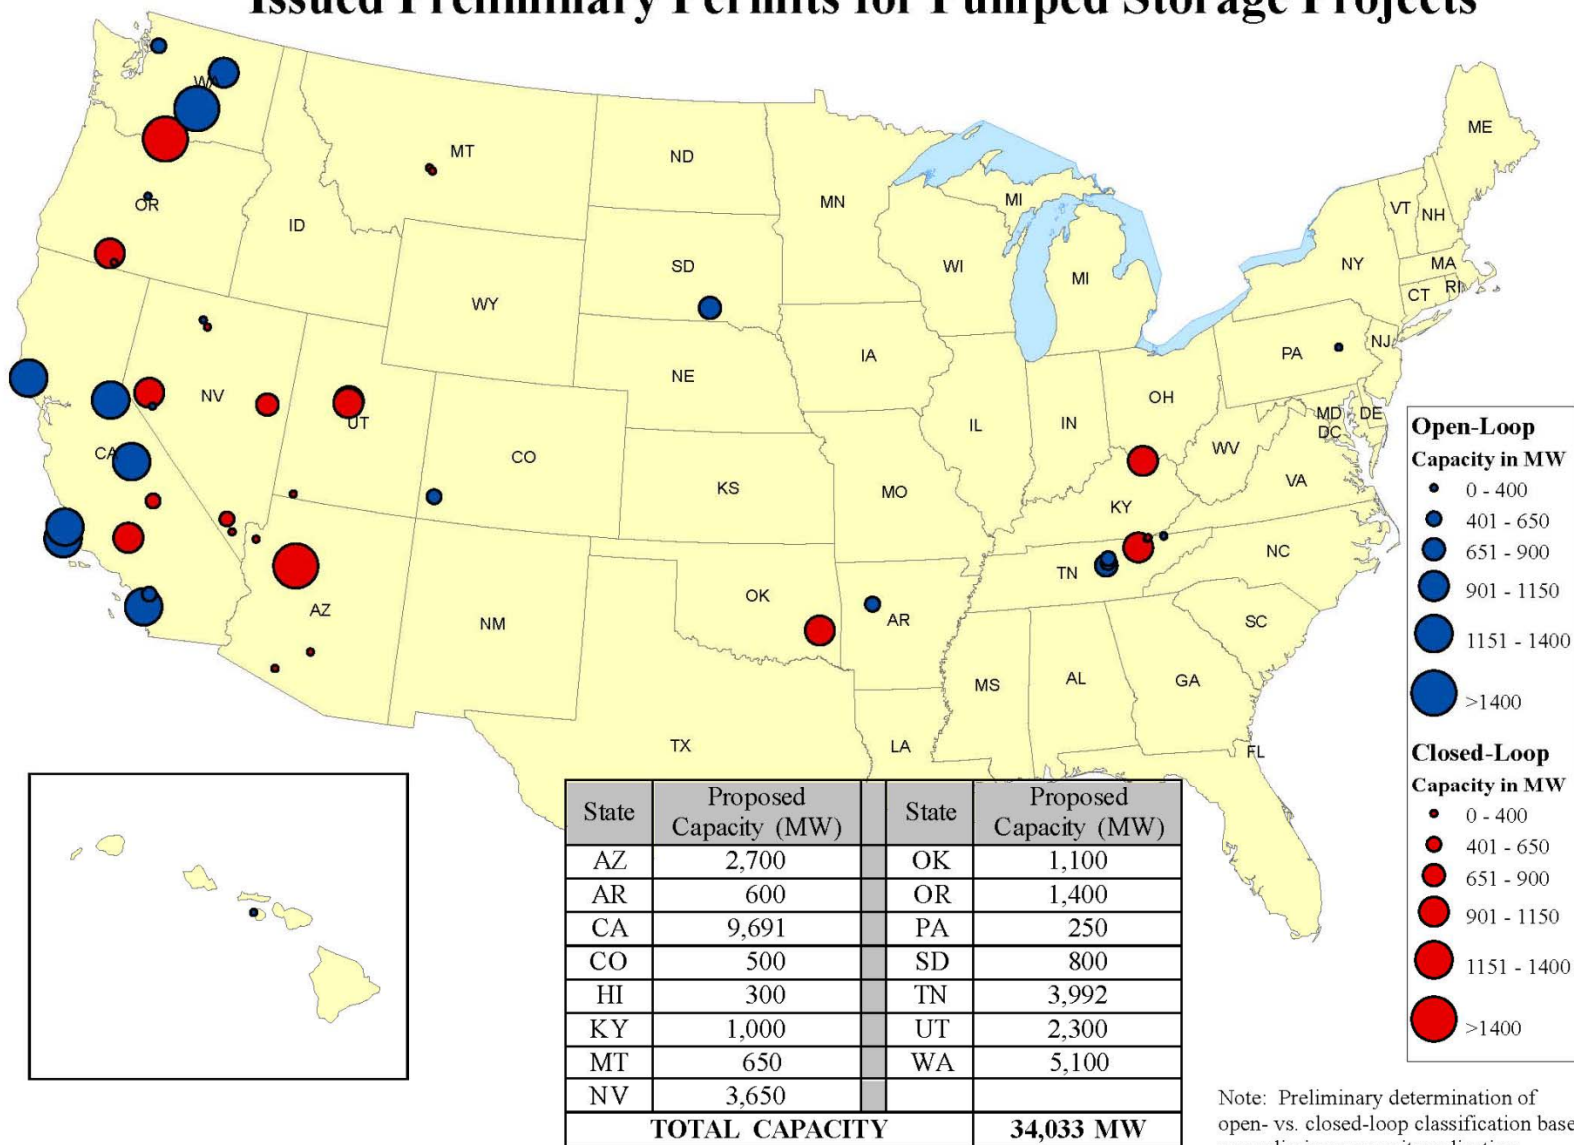 Issued Preliminary Permits for Pumped Storage Projects
WA
MT
ND
MN
ME
OR
ID
SD
WI
MI
MI
VT
NH
NY
MA
CT
RI
WY
IA
NE
PA
NJ
NV
UT
CO
CA
KS
MO
IL
IN
OH
WV
MD
DE
DC
VA
KY
NC
TN
AZ
NM
OK
AR
SC
MS
AL
GA
TX
LA
FL
Open-Loop
Capacity in MW
0 - 400
401 - 650
651 - 900
901 - 1150
1151 - 1400
>1400
Closed-Loop
Capacity in MW
0 - 400
401 - 650
651 - 900
901 - 1150
1151 - 1400
>1400
State Proposed Capacity (MW) State Proposed Capacity (MW)
AZ 2,700 OK 1,100
AR 600 OR 1,400
CA 9,691 PA 250
CO 500 SD 800
HI 300 TN 3,992
KY 1,000 UT 2,300
MT 650 WA 5,100
NV 3,650
TOTAL CAPACITY 34,033 MW
Note: Preliminary determination of
open- vs. closed-loop classification base